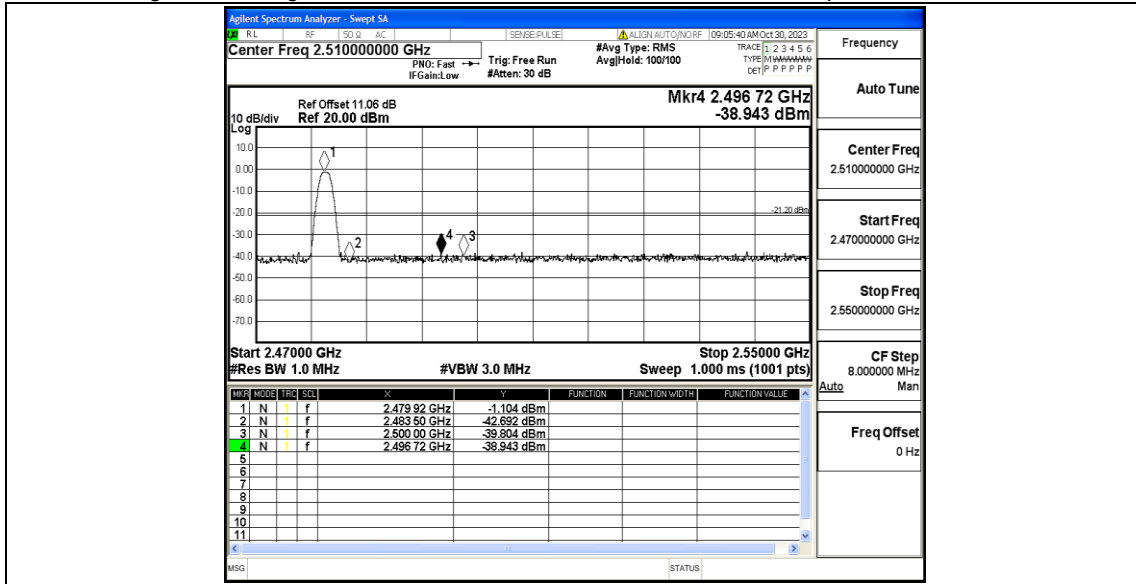 Agilent Spectrum Analyzer - Swept SA
RL RF 50 Ω AC SENSE:PULSE ALIGN AUTO/NO RF 09:05:40 AM Oct 30, 2023
Center Freq 2.510000000 GHz #Avg Type: RMS TRACE 1 2 3 4 5 6
PNO: Fast Trig: Free Run Avg|Hold: 100/100 TYPE M
IFGain:Low #Atten: 30 dB DET P P P P P P
Ref Offset 11.06 dB Mkr4 2.496 72 GHz
10 dB/div Ref 20.00 dBm -38.943 dBm
Log
10.0
1
0.00
-10.0
-20.0
-21.20 dBm
-30.0
2 4 3
-40.0
-50.0
-60.0
-70.0
Start 2.47000 GHz Stop 2.55000 GHz
#Res BW 1.0 MHz #VBW 3.0 MHz Sweep 1.000 ms (1001 pts)
MKR MODE TRC SCL X Y FUNCTION FUNCTION WIDTH FUNCTION VALUE
1 N 1 f 2.479 92 GHz -1.104 dBm
2 N 1 f 2.483 50 GHz -42.692 dBm
3 N 1 f 2.500 00 GHz -39.804 dBm
4 N 1 f 2.496 72 GHz -38.943 dBm
5
6
7
8
9
10
11
MSG STATUS
Frequency
Auto Tune
Center Freq
2.510000000 GHz
Start Freq
2.470000000 GHz
Stop Freq
2.550000000 GHz
CF Step
8.000000 MHz
Auto Man
Freq Offset
0 Hz